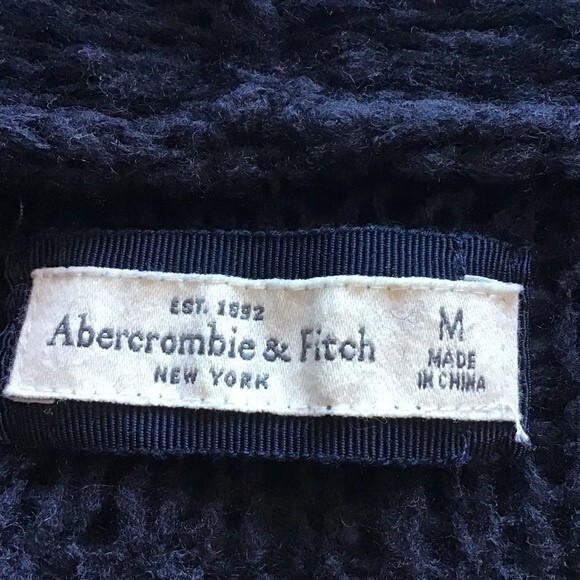 EST. 1892
Abercrombie & Fitch
NEW YORK
M
MADE
IN CHINA